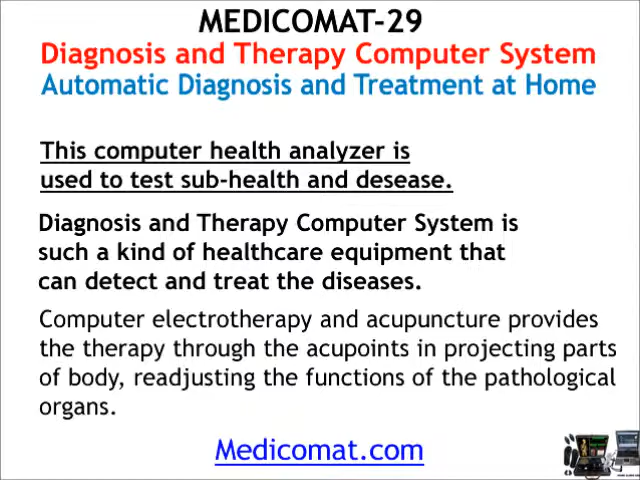 MEDICOMAT-29
Diagnosis and Therapy Computer System
Automatic Diagnosis and Treatment at Home
This computer health analyzer is
used to test sub-health and desease.
Diagnosis and Therapy Computer System is
such a kind of healthcare equipment that
can detect and treat the diseases.
Computer electrotherapy and acupuncture provides
the therapy through the acupoints in projecting parts
of body, readjusting the functions of the pathological
organs.
Medicomat.com